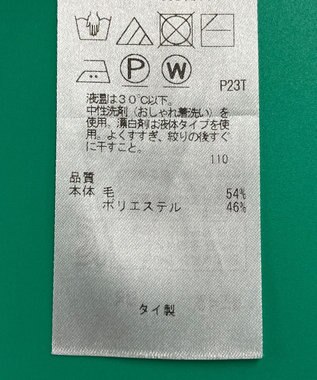 P W
P23T
液温は30℃以下。
中性洗剤(おしゃれ着洗い)を
使用。漂白剤は液体タイプを使
用。よくすすぎ、絞りの後すぐ
に干すこと。
110
品質
本体 毛 54%
ポリエステル 46%
タイ製